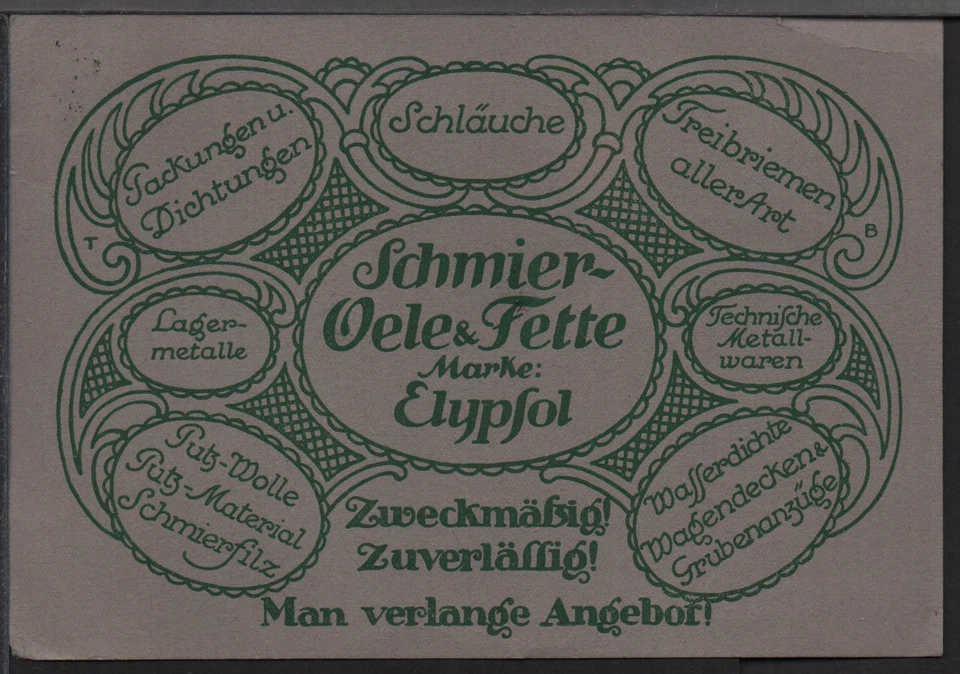 Packungen u.
Dichtungen
Schläuche
Treibriemen
aller Art
T
B
Schmier-
Oele & Fette
Marke:
Elypſol
Lager-
metalle
Techniſche
Metall-
waren
Putz-Wolle
Putz-Material
Schmierfilz
Waſſerdichte
Wagendecken &
Grubenanzüge
Zweckmäßig!
Zuverläſſig!
Man verlange Angebot!